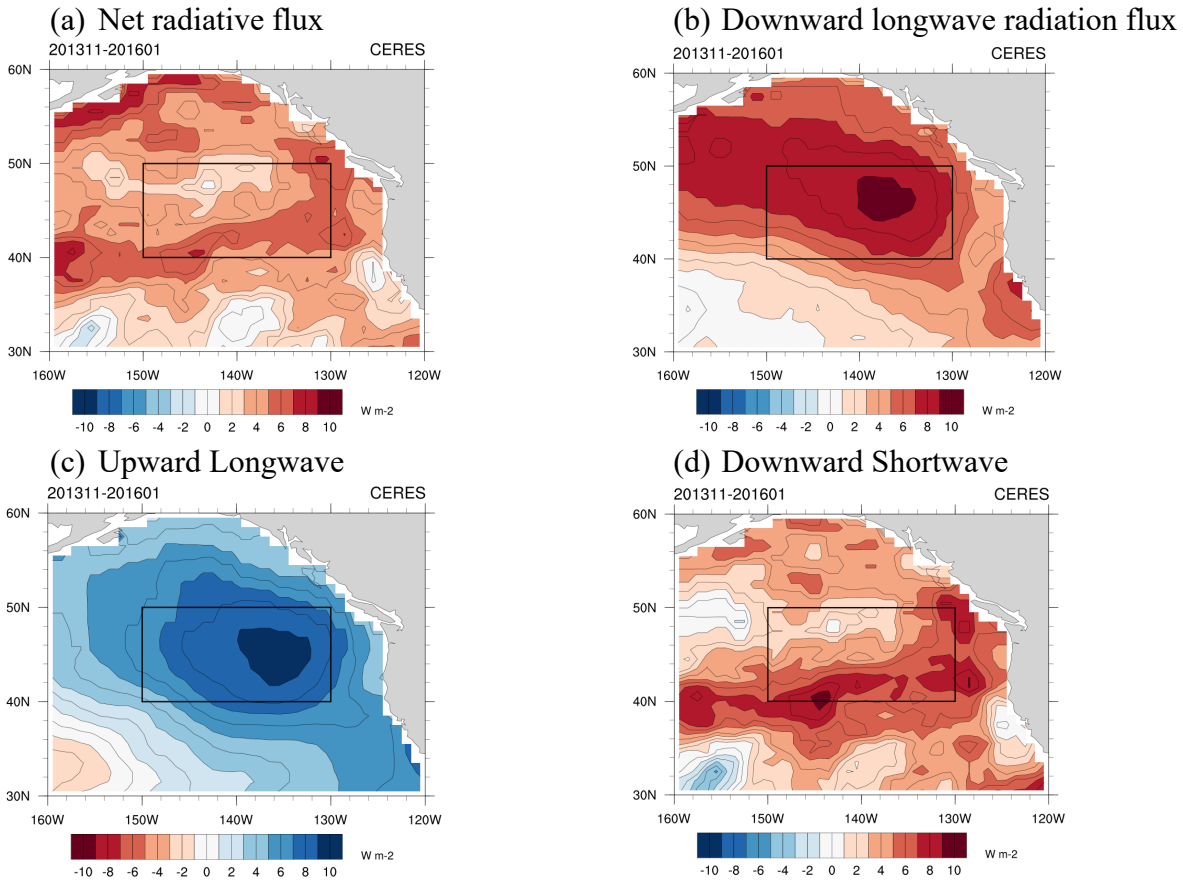 (a) Net radiative flux
201311-201601 CERES
60N
50N
40N
30N
160W 150W 140W 130W 120W
-10 -8 -6 -4 -2 0 2 4 6 8 10 W m-2
(b) Downward longwave radiation flux
201311-201601 CERES
60N
50N
40N
30N
160W 150W 140W 130W 120W
-10 -8 -6 -4 -2 0 2 4 6 8 10 W m-2
(c) Upward Longwave
201311-201601 CERES
60N
50N
40N
30N
160W 150W 140W 130W 120W
-10 -8 -6 -4 -2 0 2 4 6 8 10 W m-2
(d) Downward Shortwave
201311-201601 CERES
60N
50N
40N
30N
160W 150W 140W 130W 120W
-10 -8 -6 -4 -2 0 2 4 6 8 10 W m-2